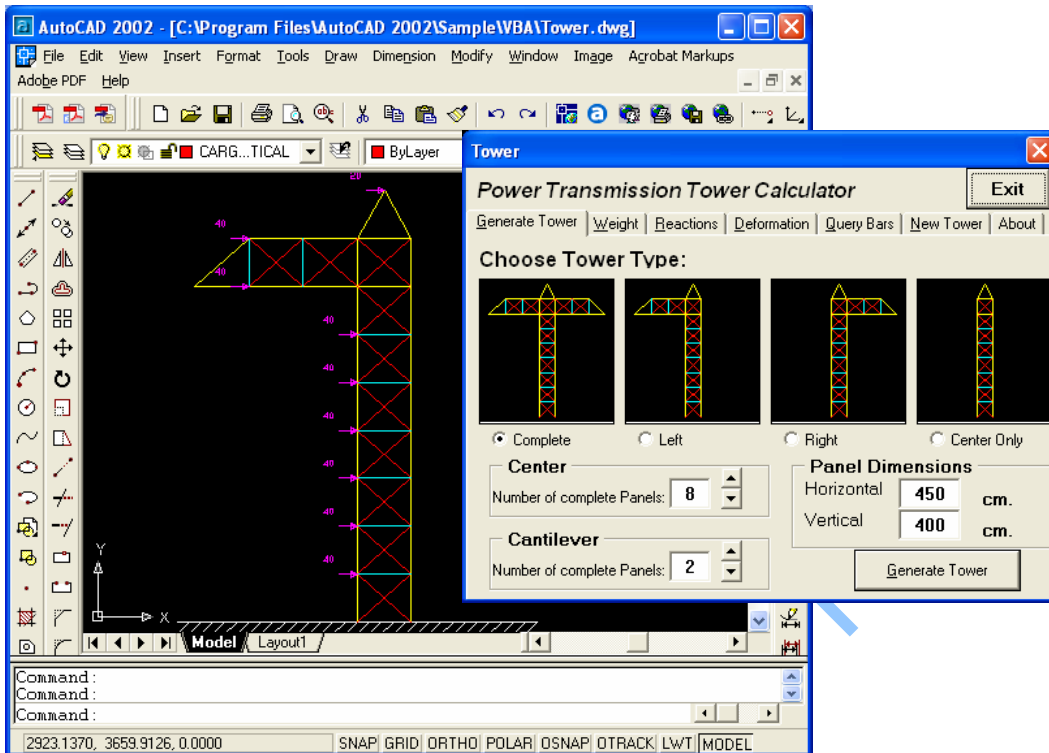 AutoCAD 2002 - [C:\Program Files\AutoCAD 2002\Sample\VBA\Tower.dwg]
File Edit View Insert Format Tools Draw Dimension Modify Window Image Acrobat Markups
Adobe PDF Help
CARG...TICAL ByLayer
20
40
40
40
40
40
40
40
40
Y
X
Model Layout1
Command:
Command:
Command:
2923.1370, 3659.9126, 0.0000 SNAP GRID ORTHO POLAR OSNAP OTRACK LWT MODEL
Tower
Power Transmission Tower Calculator Exit
Generate Tower Weight Reactions Deformation Query Bars New Tower About
Choose Tower Type:
Complete Left Right Center Only
Center
Number of complete Panels: 8
Cantilever
Number of complete Panels: 2
Panel Dimensions
Horizontal 450 cm.
Vertical 400 cm.
Generate Tower